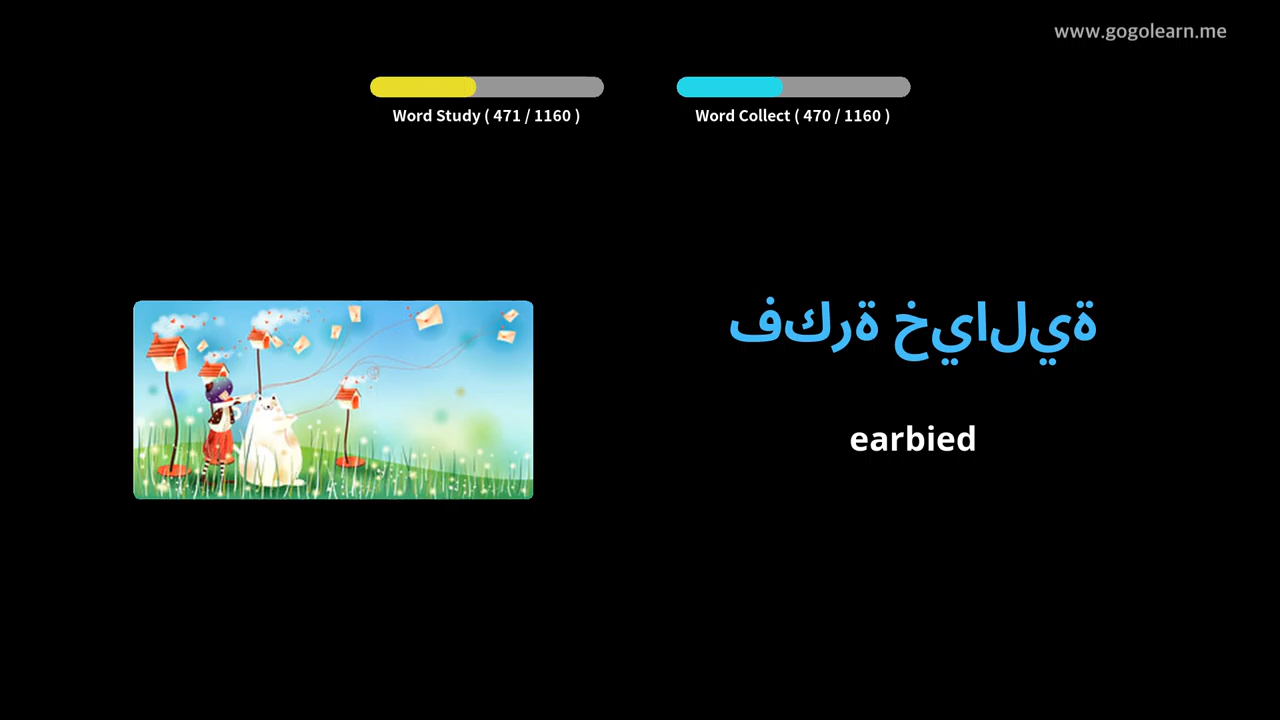 www.gogolearn.me
Word Study ( 471 / 1160 )
Word Collect ( 470 / 1160 )
فكرة خيالية
earbied